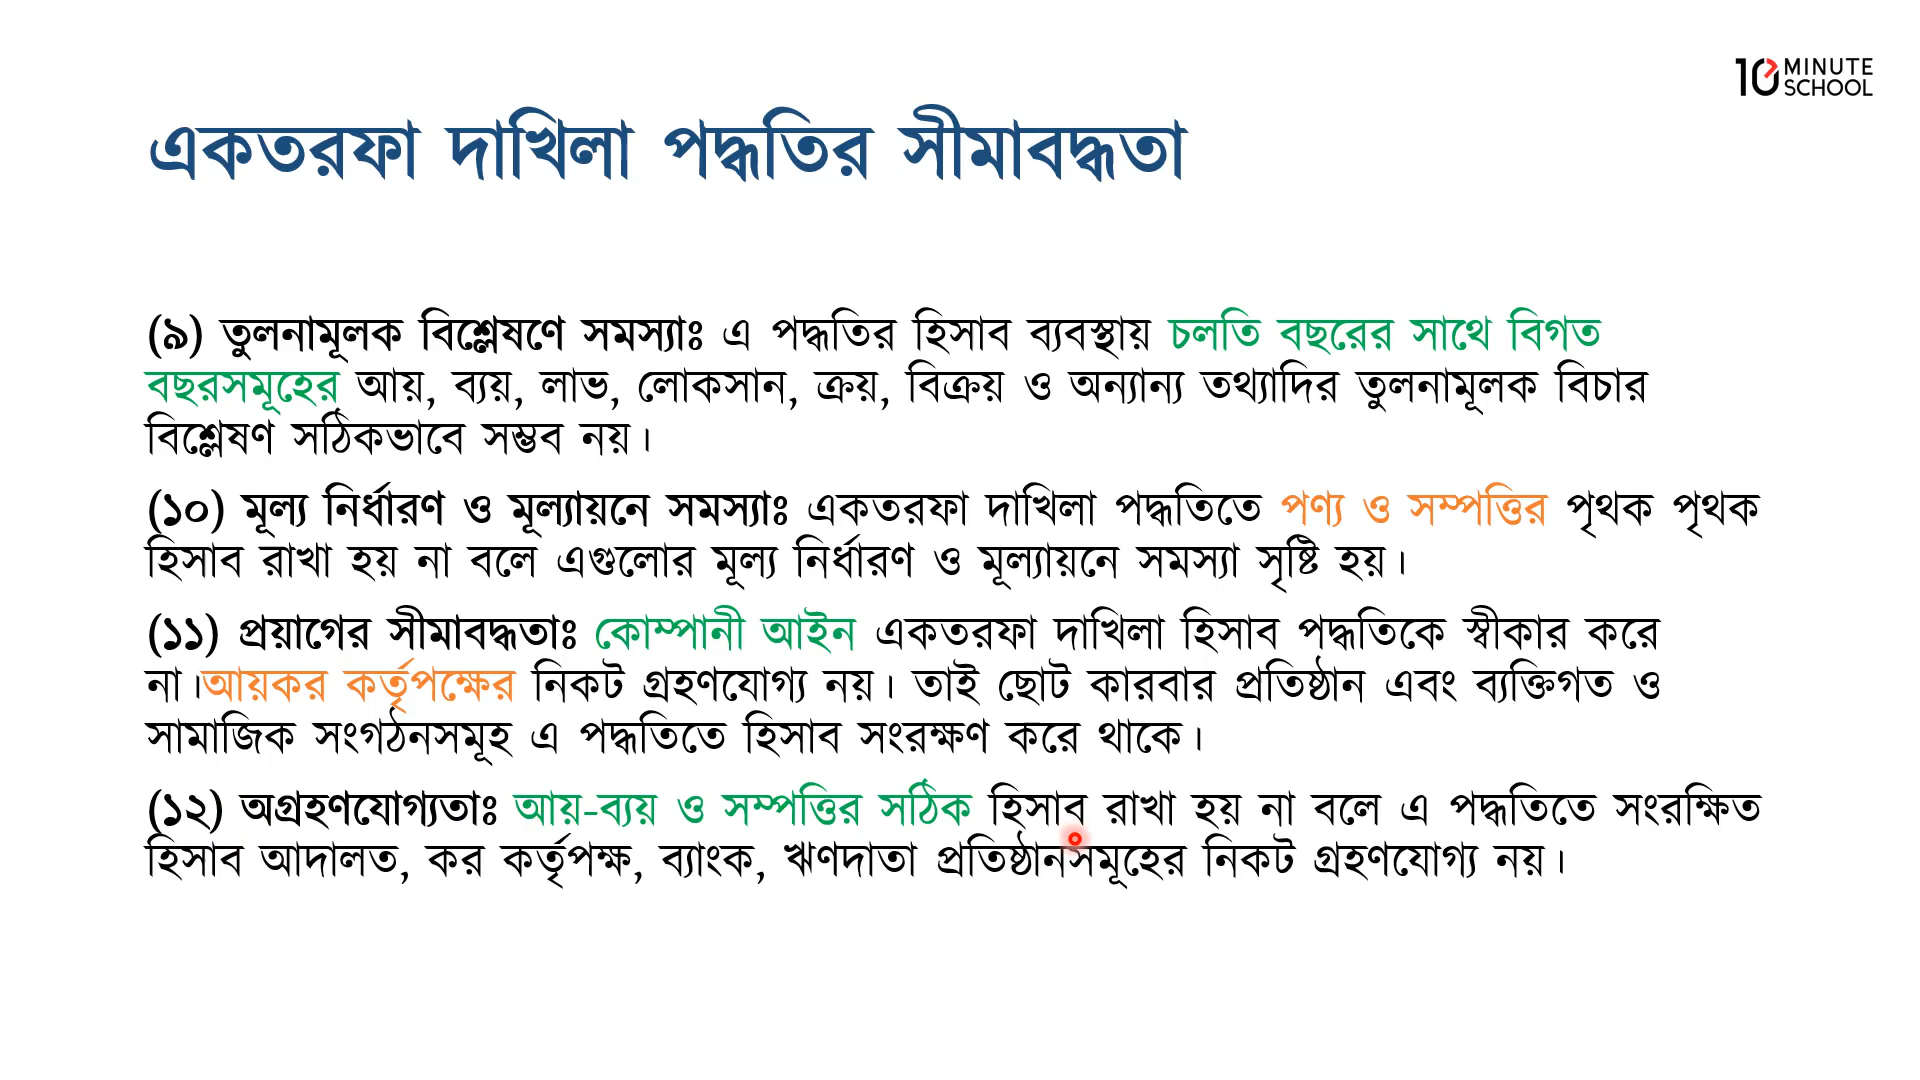 10 MINUTE
SCHOOL
একতরফা দাখিলা পদ্ধতির সীমাবদ্ধতা
(৯) তুলনামূলক বিশ্লেষণে সমস্যাঃ এ পদ্ধতির হিসাব ব্যবস্থায় চলতি বছরের সাথে বিগত
বছরসমূহের আয়, ব্যয়, লাভ, লোকসান, ক্রয়, বিক্রয় ও অন্যান্য তথ্যাদির তুলনামূলক বিচার
বিশ্লেষণ সঠিকভাবে সম্ভব নয়।
(১০) মূল্য নির্ধারণ ও মূল্যায়নে সমস্যাঃ একতরফা দাখিলা পদ্ধতিতে পণ্য ও সম্পত্তির পৃথক পৃথক
হিসাব রাখা হয় না বলে এগুলোর মূল্য নির্ধারণ ও মূল্যায়নে সমস্যা সৃষ্টি হয়।
(১১) প্রয়াগের সীমাবদ্ধতাঃ কোম্পানী আইন একতরফা দাখিলা হিসাব পদ্ধতিকে স্বীকার করে
না।আয়কর কর্তৃপক্ষের নিকট গ্রহণযোগ্য নয়। তাই ছোট কারবার প্রতিষ্ঠান এবং ব্যক্তিগত ও
সামাজিক সংগঠনসমূহ এ পদ্ধতিতে হিসাব সংরক্ষণ করে থাকে।
(১২) অগ্রহণযোগ্যতাঃ আয়-ব্যয় ও সম্পত্তির সঠিক হিসাব রাখা হয় না বলে এ পদ্ধতিতে সংরক্ষিত
হিসাব আদালত, কর কর্তৃপক্ষ, ব্যাংক, ঋণদাতা প্রতিষ্ঠানসমূহের নিকট গ্রহণযোগ্য নয়।